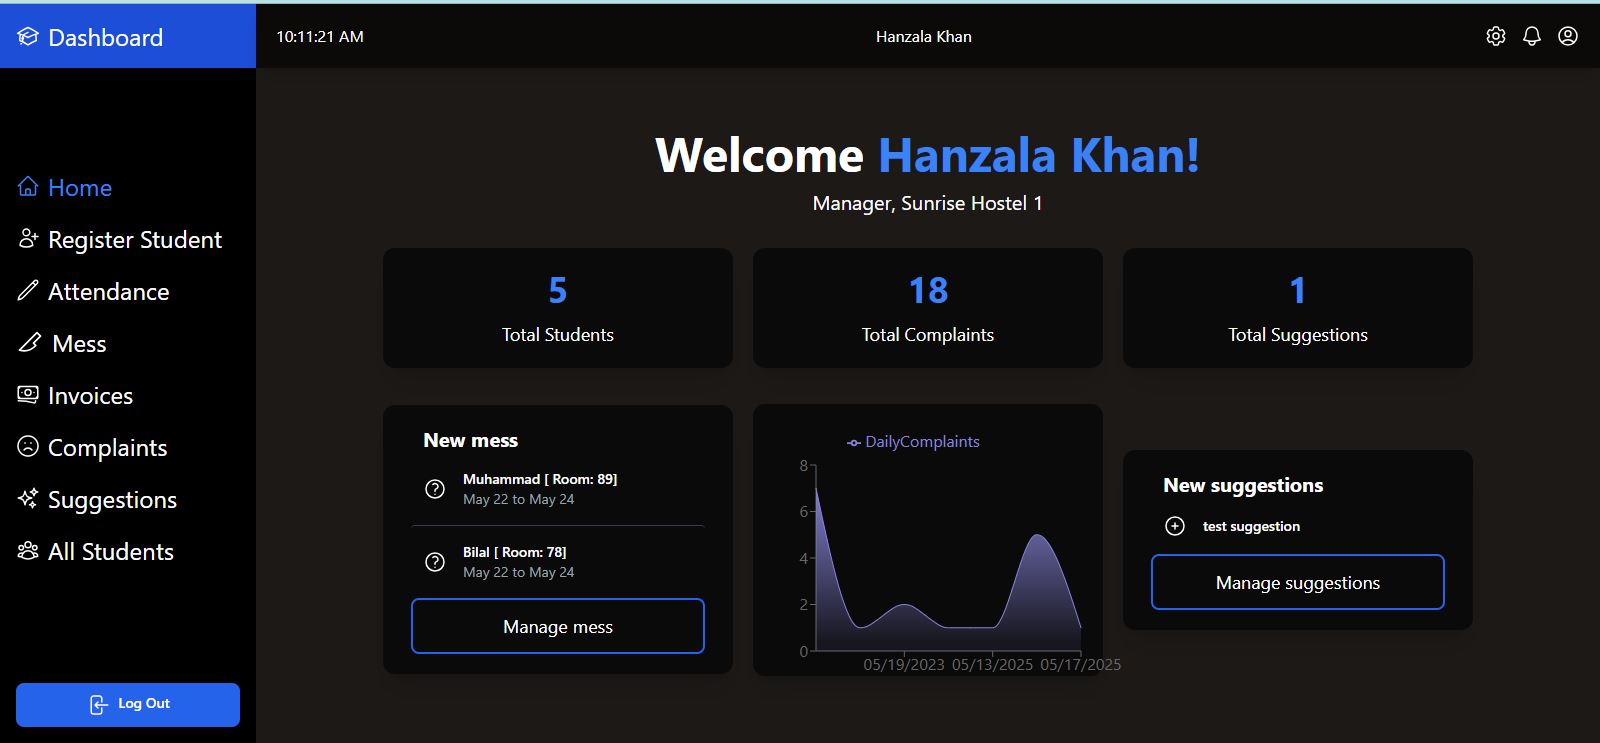 Dashboard
10:11:21 AM
Hanzala Khan
Home
Register Student
Attendance
Mess
Invoices
Complaints
Suggestions
All Students
Log Out
Welcome Hanzala Khan!
Manager, Sunrise Hostel 1
5
Total Students
18
Total Complaints
1
Total Suggestions
New mess
Muhammad [ Room: 89]
May 22 to May 24
Bilal [ Room: 78]
May 22 to May 24
Manage mess
DailyComplaints
8
6
4
2
0
05/19/2023 05/13/2025 05/17/2025
New suggestions
test suggestion
Manage suggestions